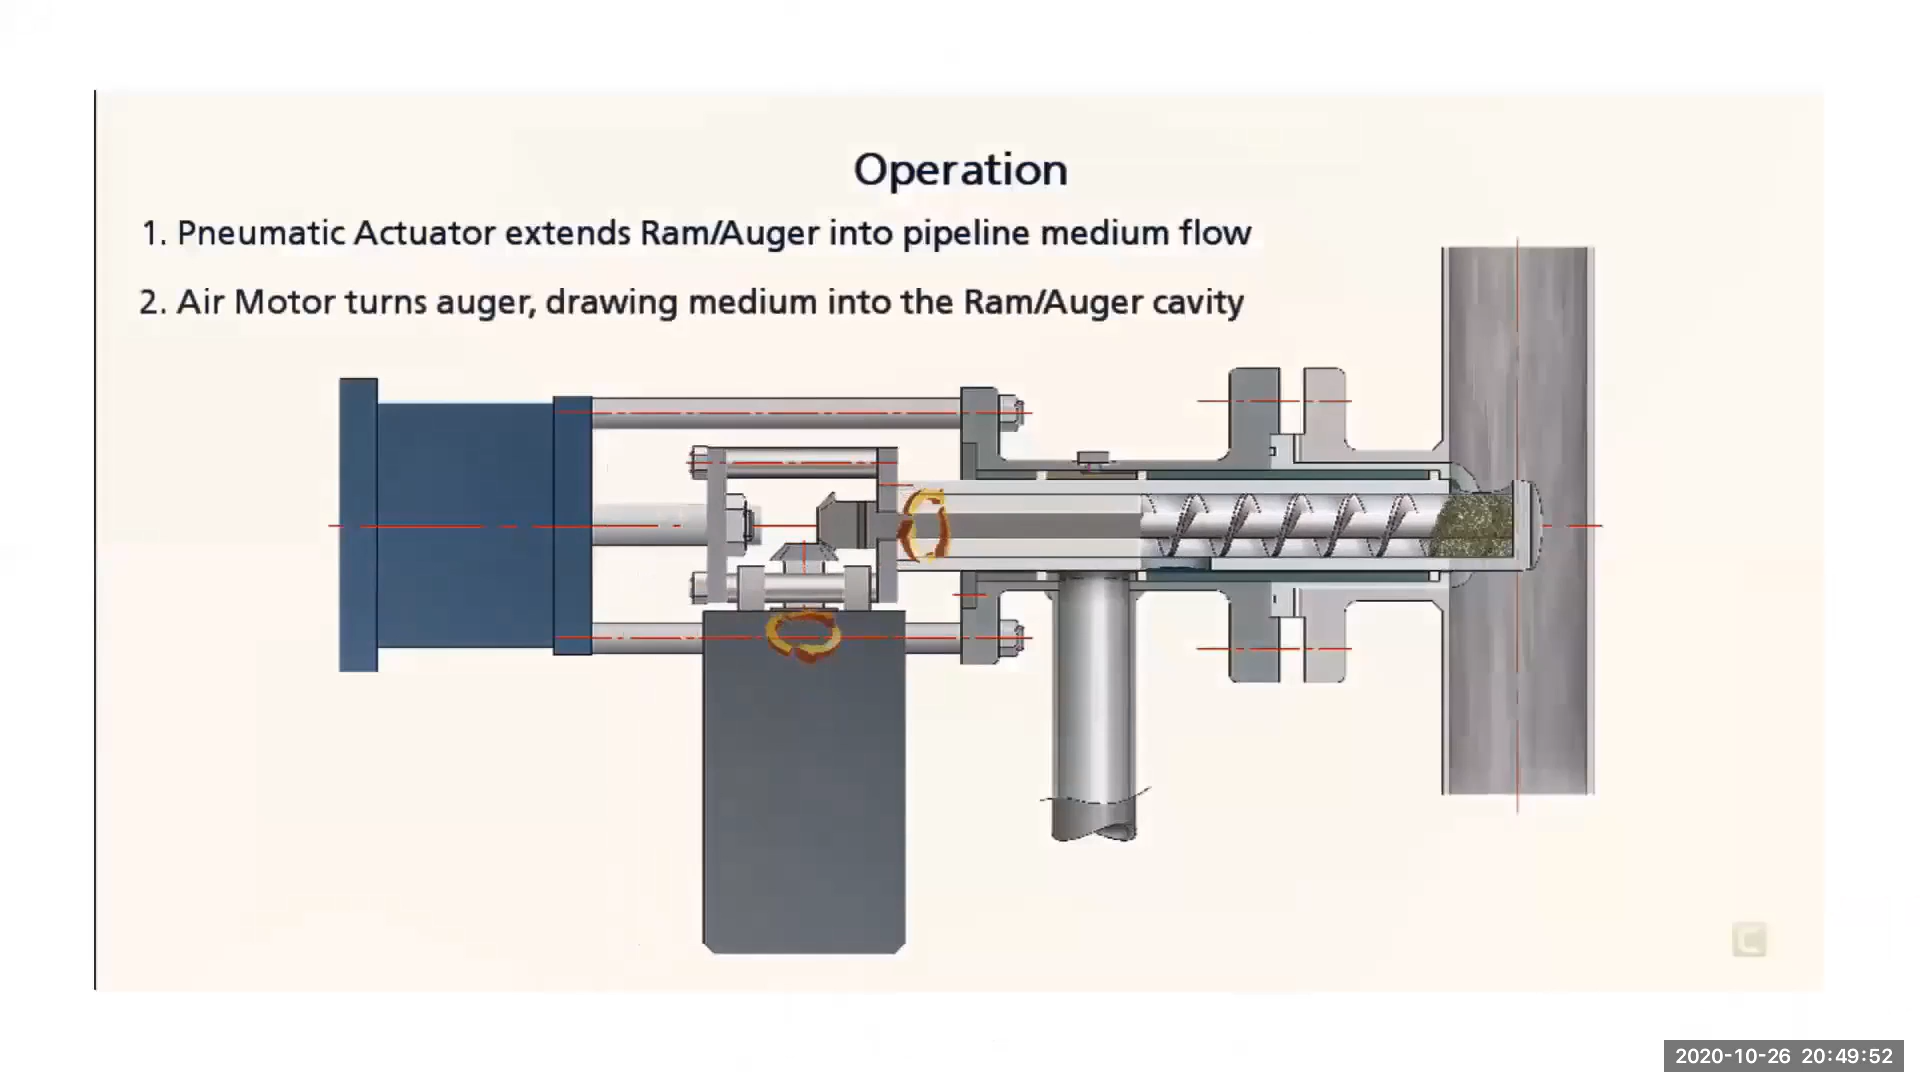 Operation
1. Pneumatic Actuator extends Ram/Auger into pipeline medium flow
2. Air Motor turns auger, drawing medium into the Ram/Auger cavity
C
2020-10-26 20:49:52